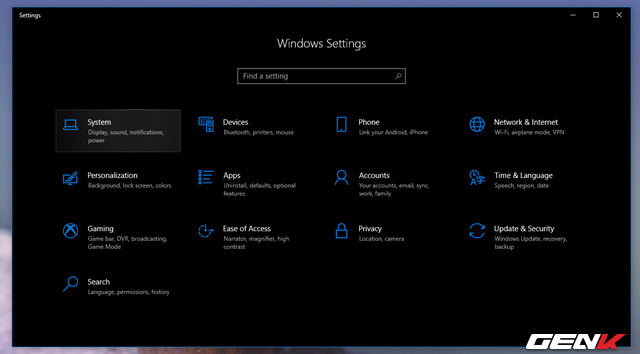 Settings
Windows Settings
Find a setting
System
Display, sound, notifications,
power
Devices
Bluetooth, printers, mouse
Phone
Link your Android, iPhone
Network & Internet
Wi-Fi, airplane mode, VPN
Personalization
Background, lock screen, colors
Apps
Uninstall, defaults, optional
features
Accounts
Your accounts, email, sync,
work, family
Time & Language
Speech, region, date
Gaming
Game bar, DVR, broadcasting,
Game Mode
Ease of Access
Narrator, magnifier, high
contrast
Privacy
Location, camera
Update & Security
Windows Update, recovery,
backup
Search
Language, permissions, history
GENK